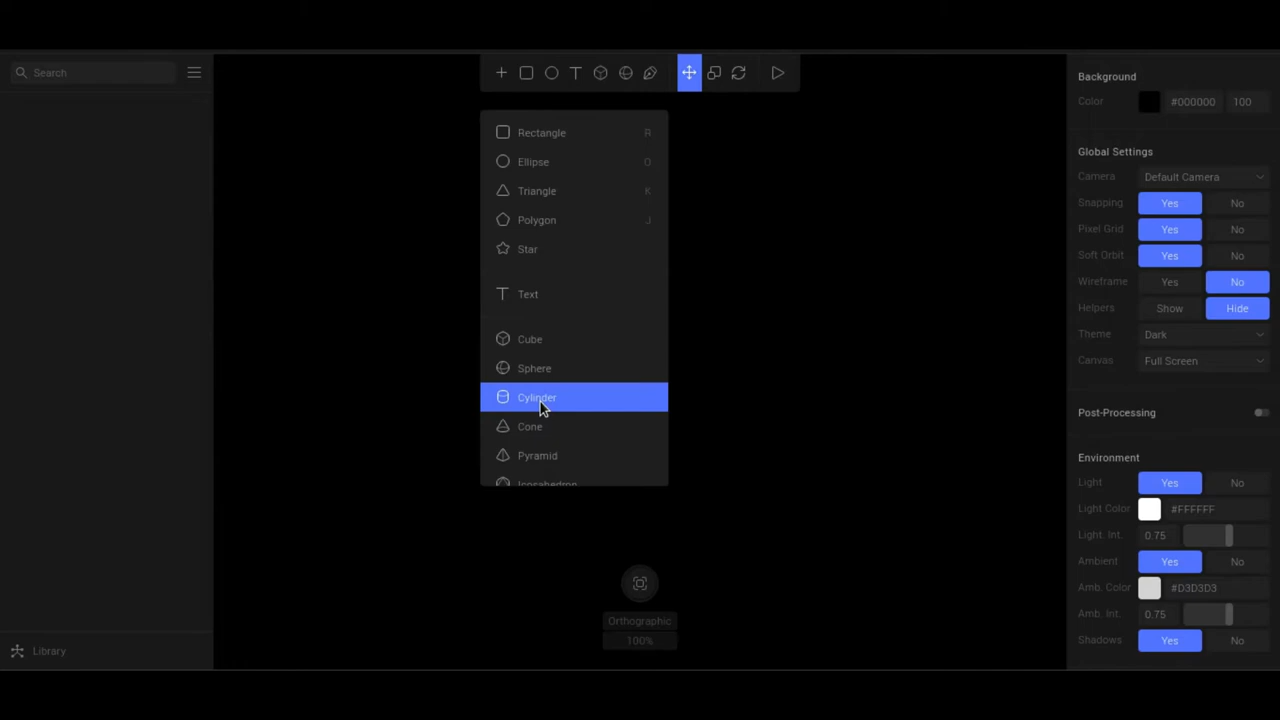 Search
Rectangle R
Ellipse O
Triangle K
Polygon J
Star
Text
Cube
Sphere
Cylinder
Cone
Pyramid
Icosahedron
Orthographic
100%
Library
Background
Color #000000 100
Global Settings
Camera Default Camera
Snapping Yes No
Pixel Grid Yes No
Soft Orbit Yes No
Wireframe Yes No
Helpers Show Hide
Theme Dark
Canvas Full Screen
Post-Processing
Environment
Light Yes No
Light Color #FFFFFF
Light. Int. 0.75
Ambient Yes No
Amb. Color #D3D3D3
Amb. Int. 0.75
Shadows Yes No